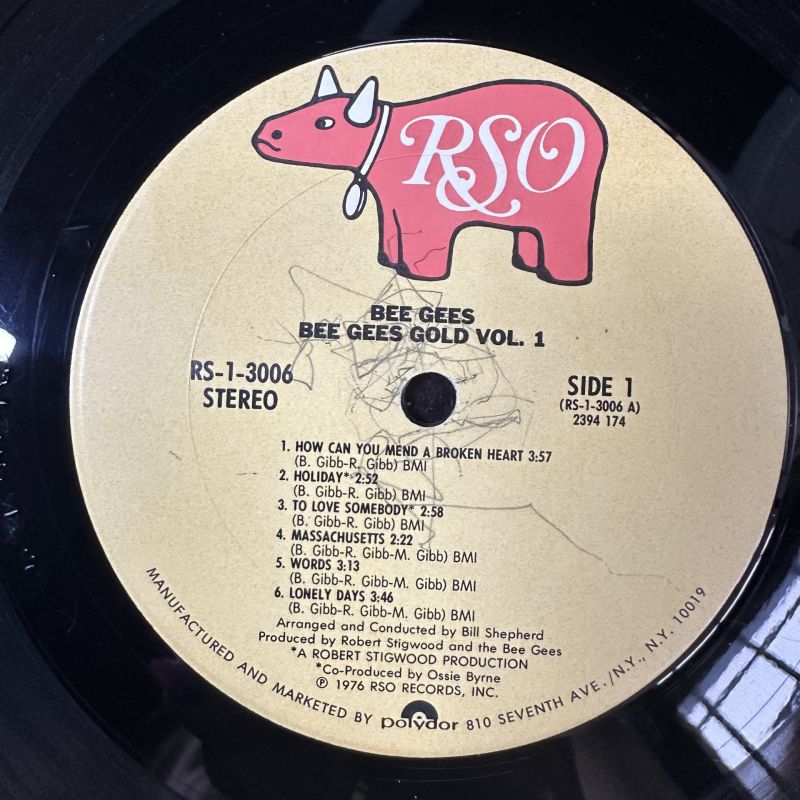 RSO
BEE GEES
BEE GEES GOLD VOL. 1
RS-1-3006
STEREO
SIDE 1
(RS-1-3006 A)
2394 174
1. HOW CAN YOU MEND A BROKEN HEART 3:57
(B. Gibb-R. Gibb) BMI
2. HOLIDAY* 2:52
(B. Gibb-R. Gibb) BMI
3. TO LOVE SOMEBODY* 2:58
(B. Gibb-R. Gibb) BMI
4. MASSACHUSETTS 2:22
(B. Gibb-R. Gibb-M. Gibb) BMI
5. WORDS 3:13
(B. Gibb-R. Gibb-M. Gibb) BMI
6. LONELY DAYS 3:46
(B. Gibb-R. Gibb-M. Gibb) BMI
Arranged and Conducted by Bill Shepherd
Produced by Robert Stigwood and the Bee Gees
*A ROBERT STIGWOOD PRODUCTION
*Co-Produced by Ossie Byrne
℗ 1976 RSO RECORDS, INC.
MANUFACTURED AND MARKETED BY polydor 810 SEVENTH AVE./N.Y., N.Y. 10019